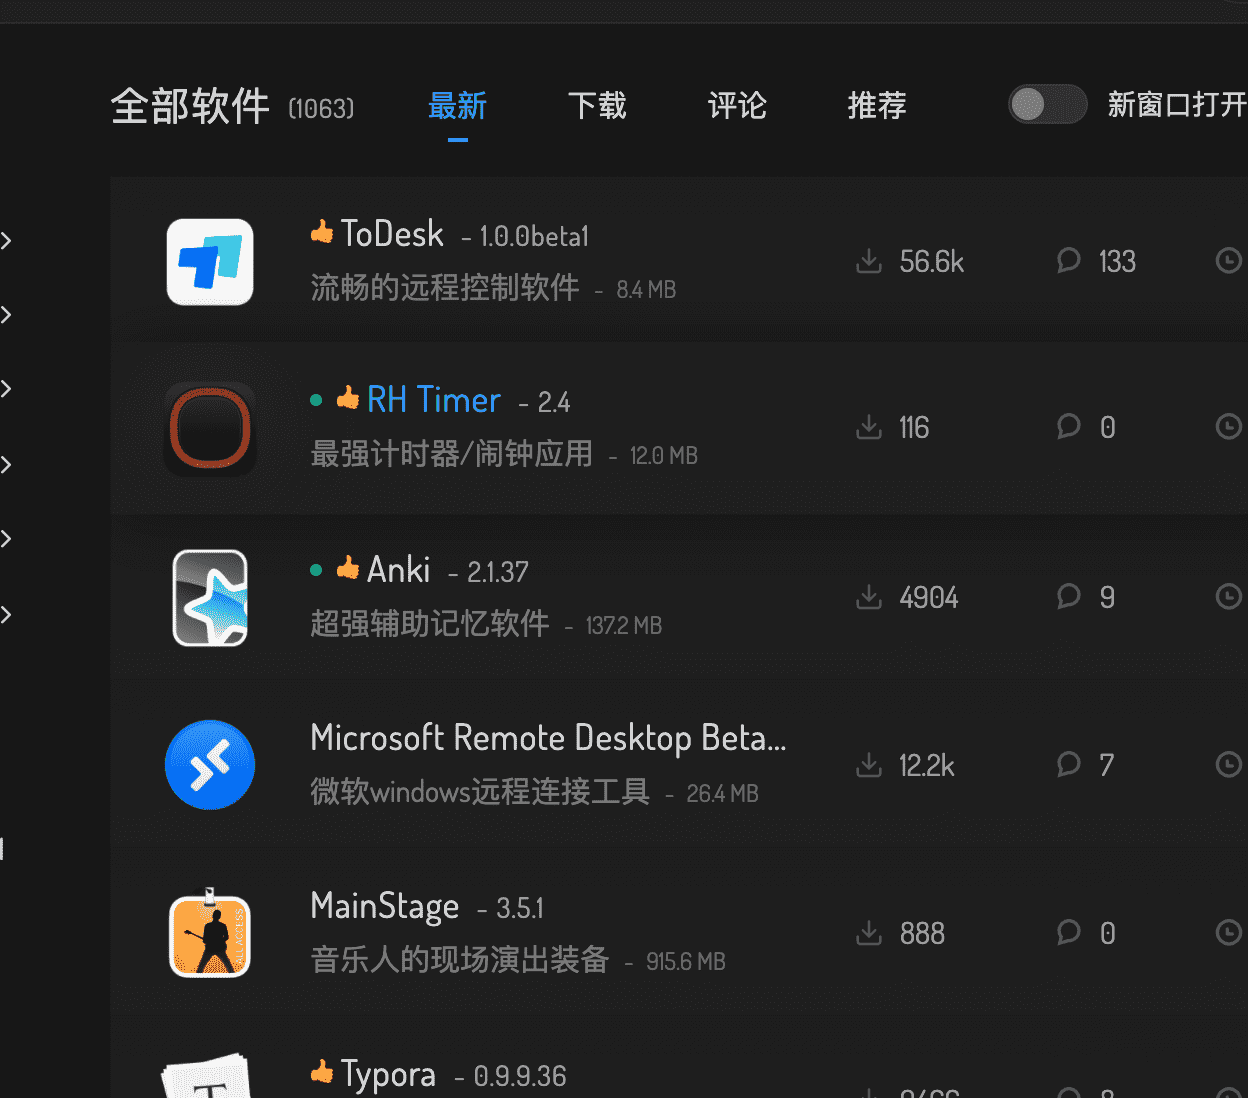 全部软件 (1063) 最新 下载 评论 推荐 新窗口打开
ToDesk - 1.0.0beta1
流畅的远程控制软件 - 8.4 MB
56.6k 133
RH Timer - 2.4
最强计时器/闹钟应用 - 12.0 MB
116 0
Anki - 2.1.37
超强辅助记忆软件 - 137.2 MB
4904 9
Microsoft Remote Desktop Beta...
微软windows远程连接工具 - 26.4 MB
12.2k 7
ALL ACCESS
MainStage - 3.5.1
音乐人的现场演出装备 - 915.6 MB
888 0
T
Typora - 0.9.9.36